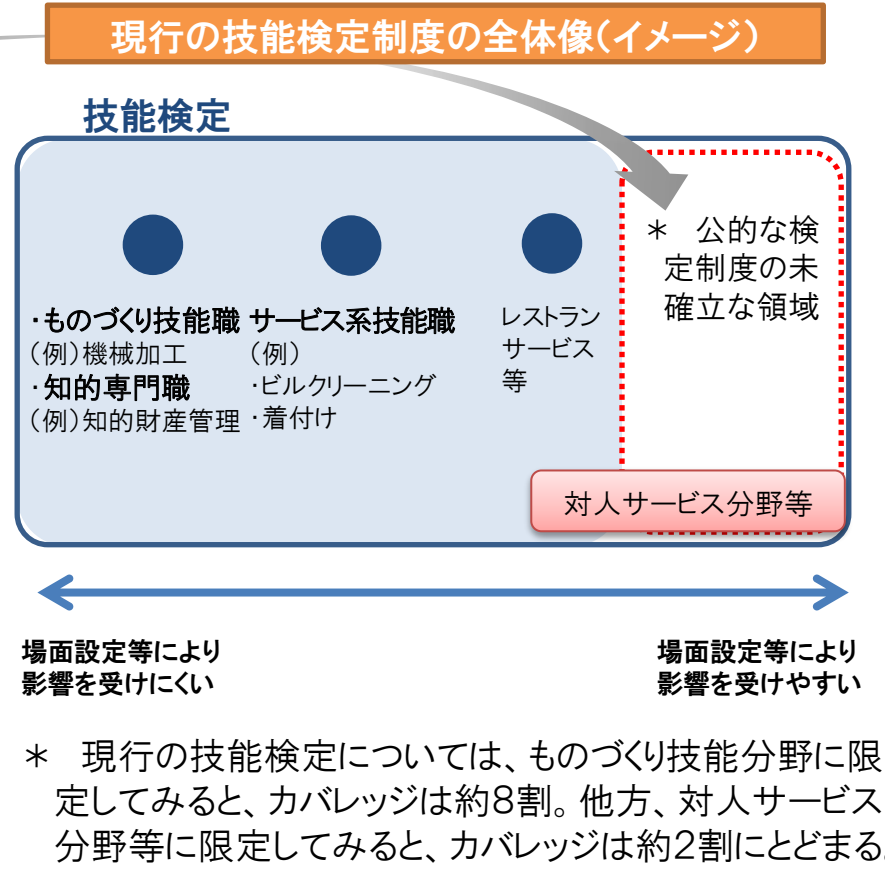 現行の技能検定制度の全体像(イメージ)
技能検定
・ものづくり技能職
(例)機械加工
・知的専門職
(例)知的財産管理
サービス系技能職
(例)
・ビルクリーニング
・着付け
レストラン
サービス
等
＊　公的な検
定制度の未
確立な領域
対人サービス分野等
場面設定等により
影響を受けにくい
場面設定等により
影響を受けやすい
＊　現行の技能検定については、ものづくり技能分野に限
定してみると、カバレッジは約8割。他方、対人サービス
分野等に限定してみると、カバレッジは約2割にとどまる。